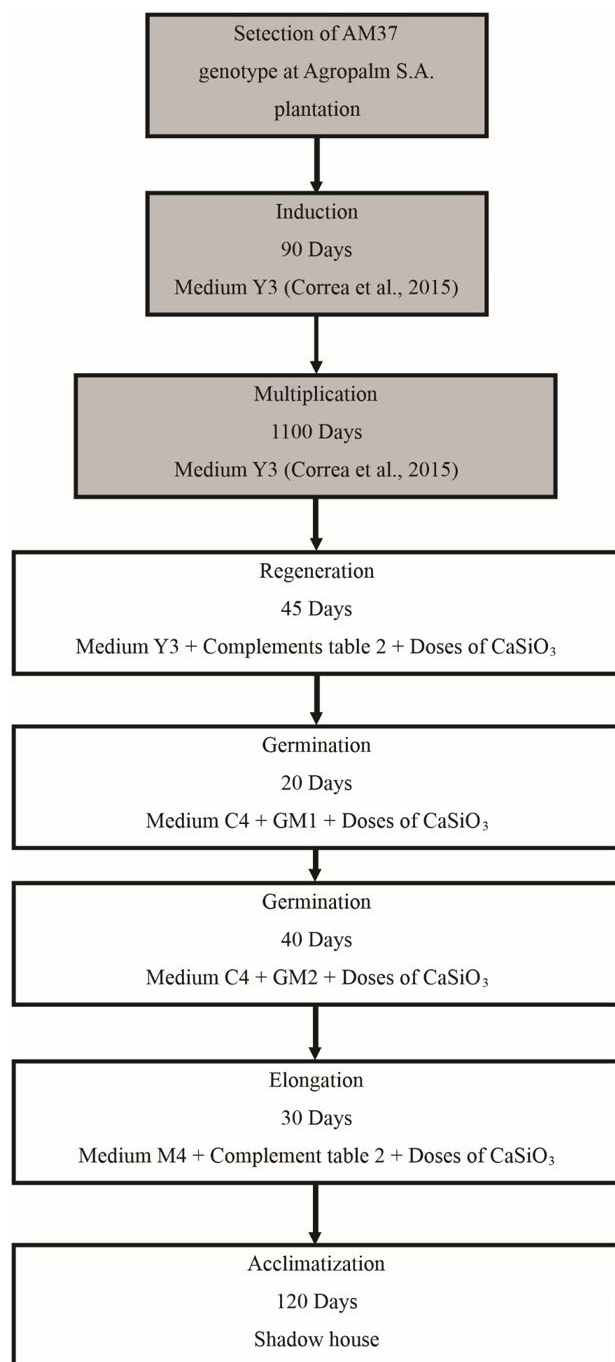 Setection of AM37
genotype at Agropalm S.A.
plantation
Induction
90 Days
Medium Y3 (Correa et al., 2015)
Multiplication
1100 Days
Medium Y3 (Correa et al., 2015)
Regeneration
45 Days
Medium Y3 + Complements table 2 + Doses of CaSiO₃
Germination
20 Days
Medium C4 + GM1 + Doses of CaSiO₃
Germination
40 Days
Medium C4 + GM2 + Doses of CaSiO₃
Elongation
30 Days
Medium M4 + Complement table 2 + Doses of CaSiO₃
Acclimatization
120 Days
Shadow house